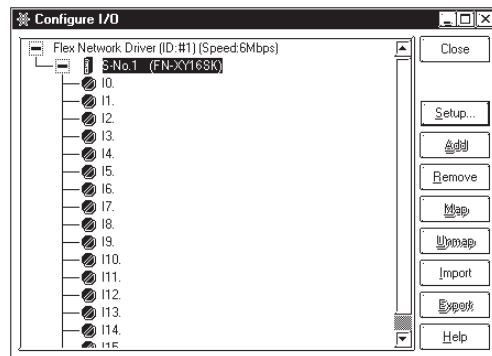 Configure I/O
Flex Network Driver (ID:#1) (Speed:6Mbps)
S-No.1 (FN-XY16SK)
I0.
I1.
I2.
I3.
I4.
I5.
I6.
I7.
I8.
I9.
I10.
I11.
I12.
I13.
I14.
I15.
Close
Setup...
Add
Remove
Map
Unmap
Import
Export
Help